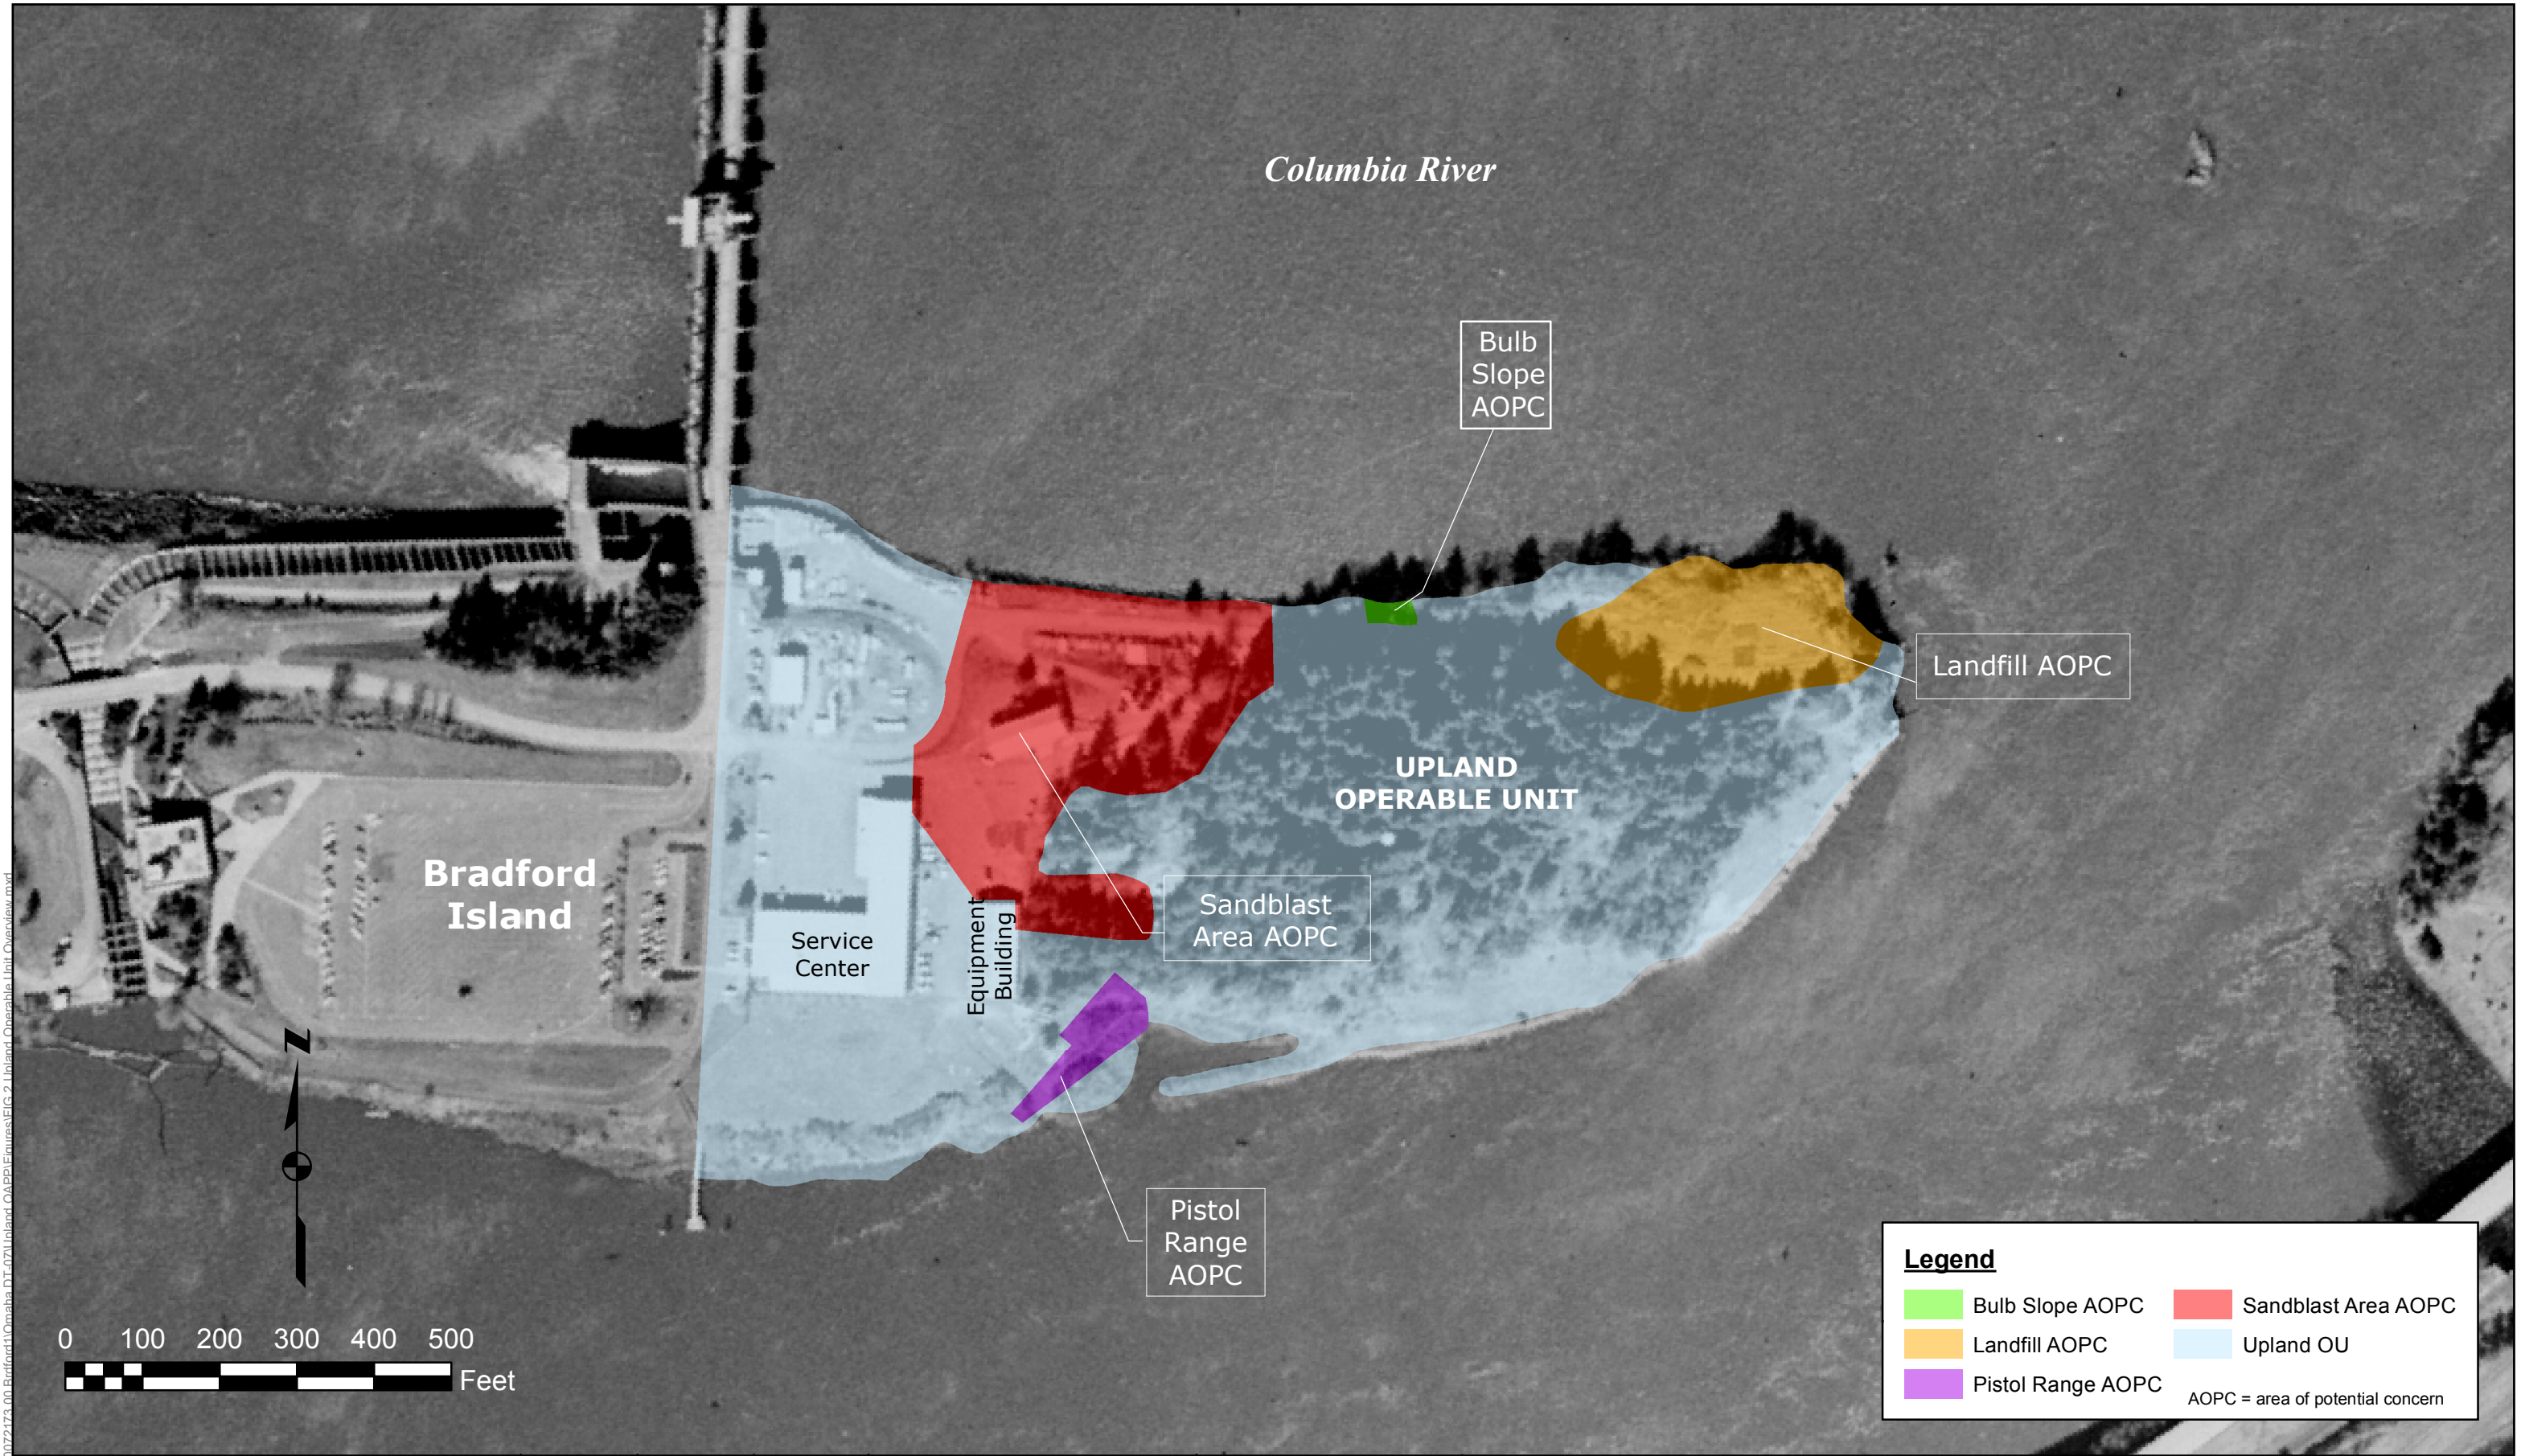 Columbia River
Bulb
Slope
AOPC
Landfill AOPC
UPLAND
OPERABLE UNIT
Bradford
Island
Service
Center
Equipment
Building
Sandblast
Area AOPC
Pistol
Range
AOPC
N
0 100 200 300 400 500
Feet
Legend
Bulb Slope AOPC
Landfill AOPC
Pistol Range AOPC
Sandblast Area AOPC
Upland OU
AOPC = area of potential concern